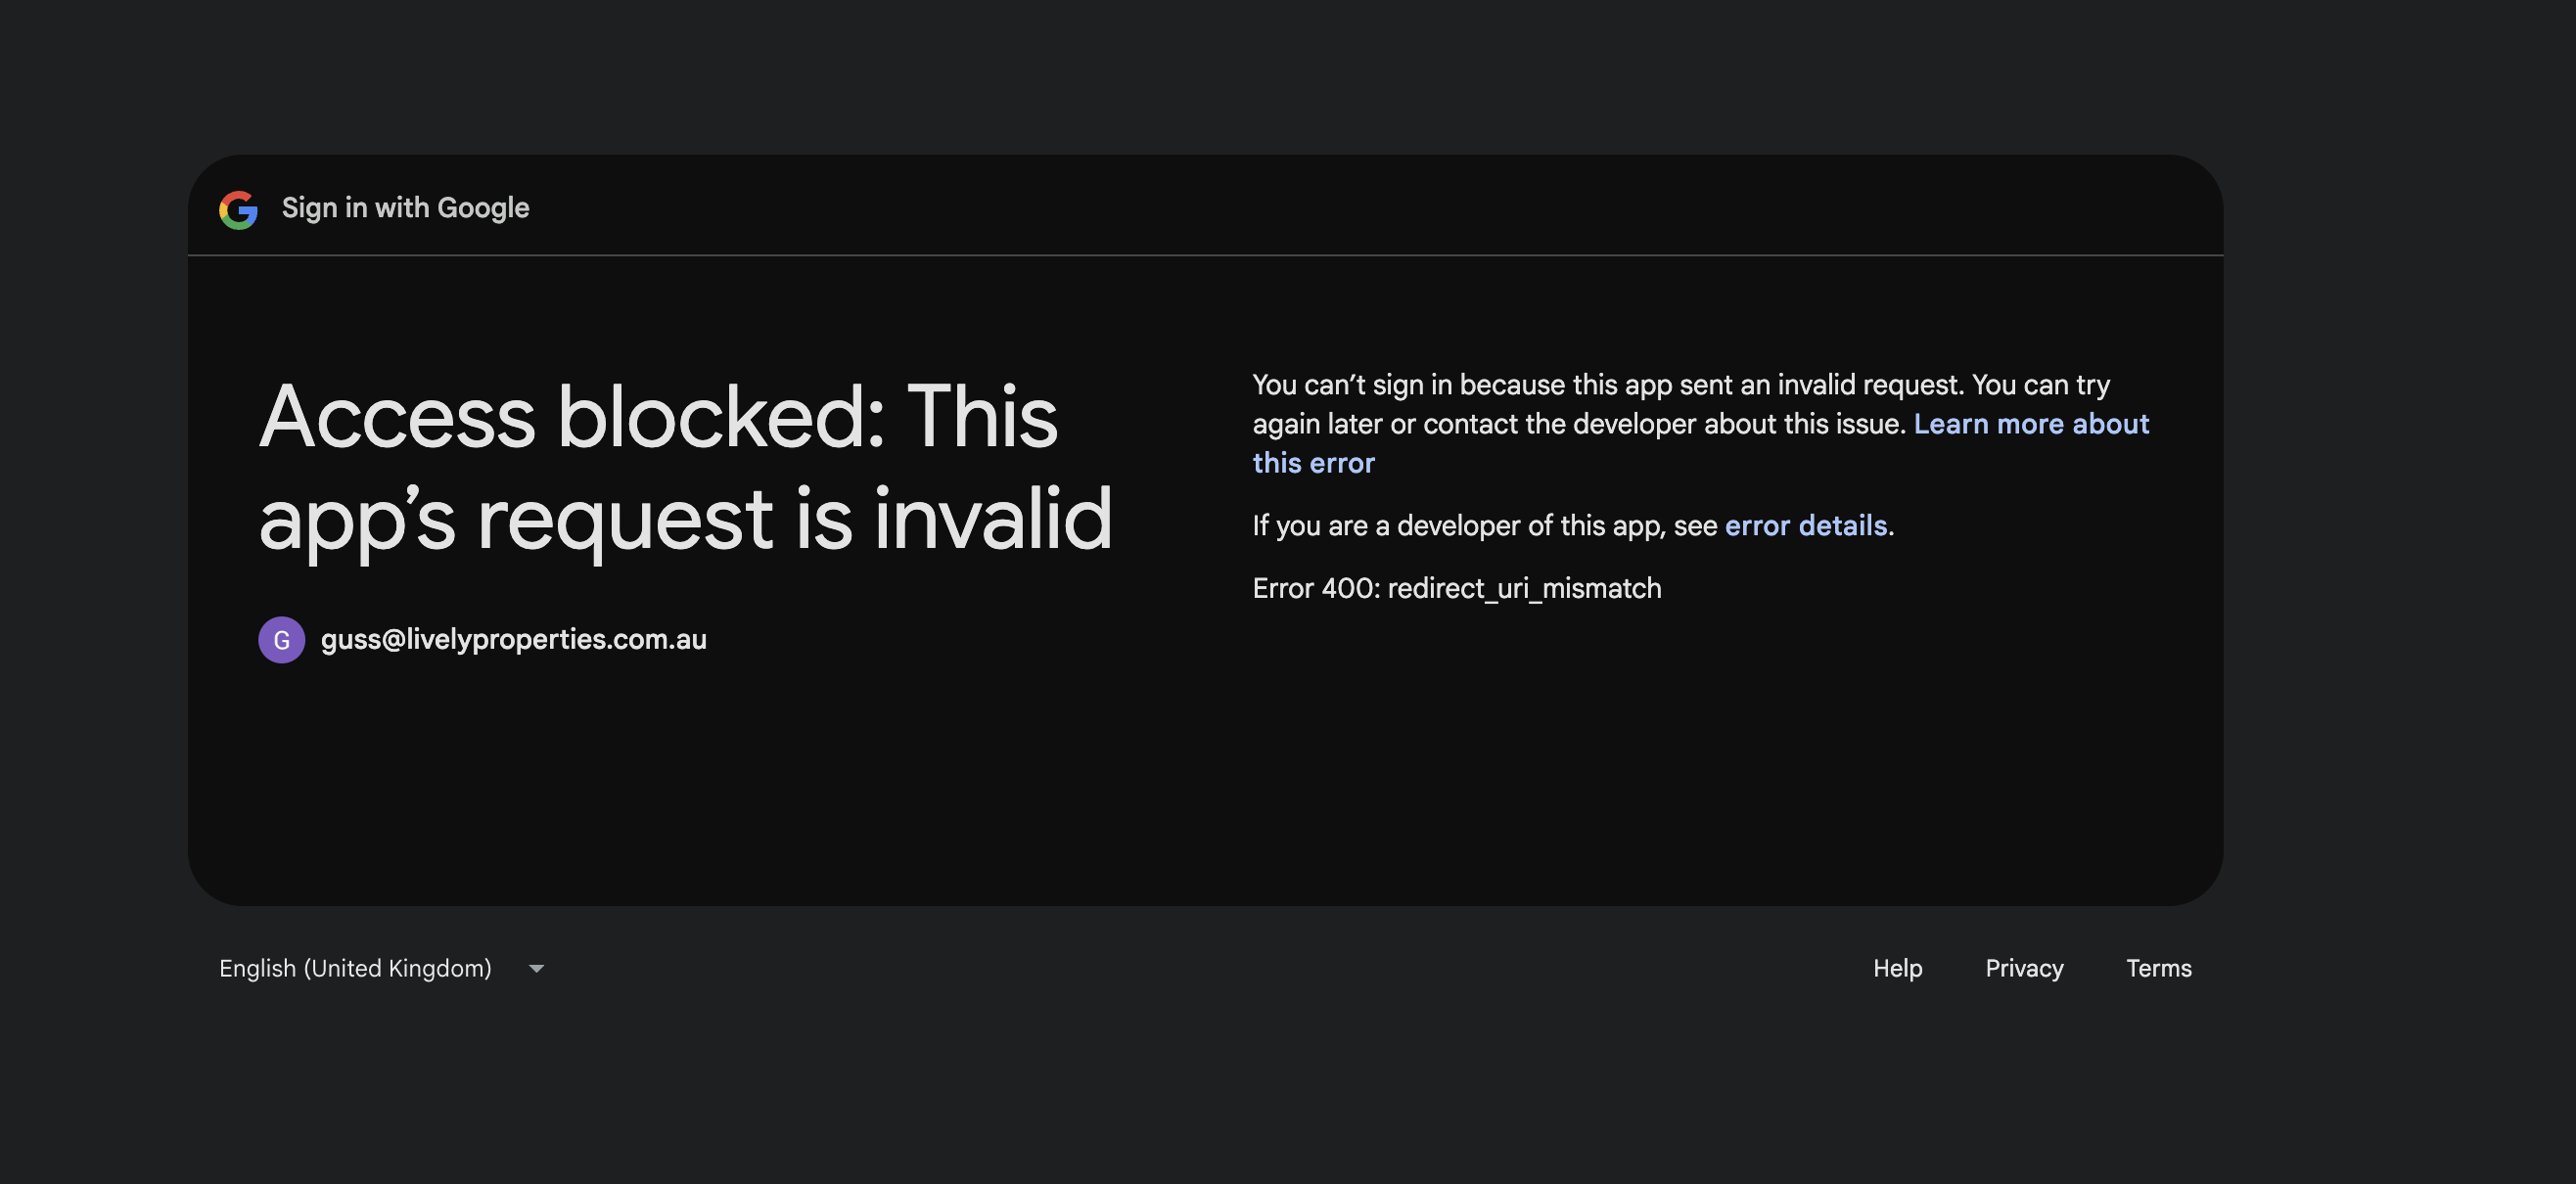 Sign in with Google
Access blocked: This
app’s request is invalid
G guss@livelyproperties.com.au
You can’t sign in because this app sent an invalid request. You can try
again later or contact the developer about this issue. Learn more about
this error
If you are a developer of this app, see error details.
Error 400: redirect_uri_mismatch
English (United Kingdom)
Help Privacy Terms